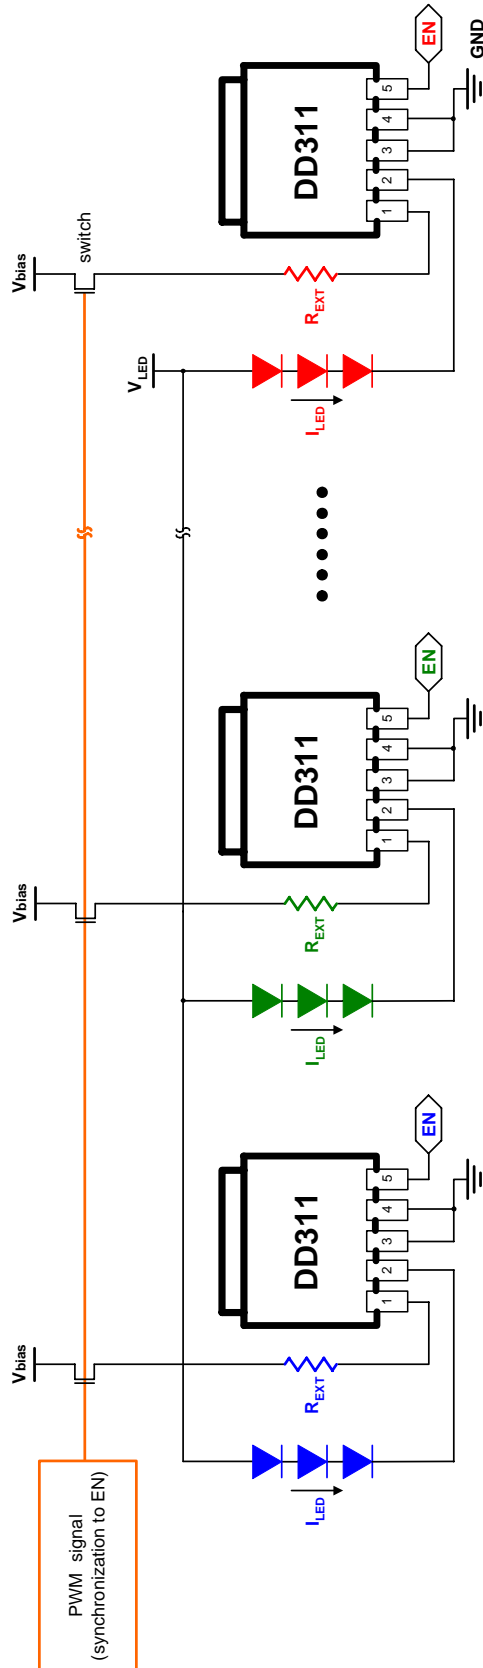 PWM signal
(synchronization to EN)
Vbias
Vbias
Vbias
switch
VLED
ILED
REXT
DD311
1 2 3 4 5
EN
ILED
REXT
DD311
1 2 3 4 5
EN
ILED
REXT
DD311
1 2 3 4 5
EN
GND